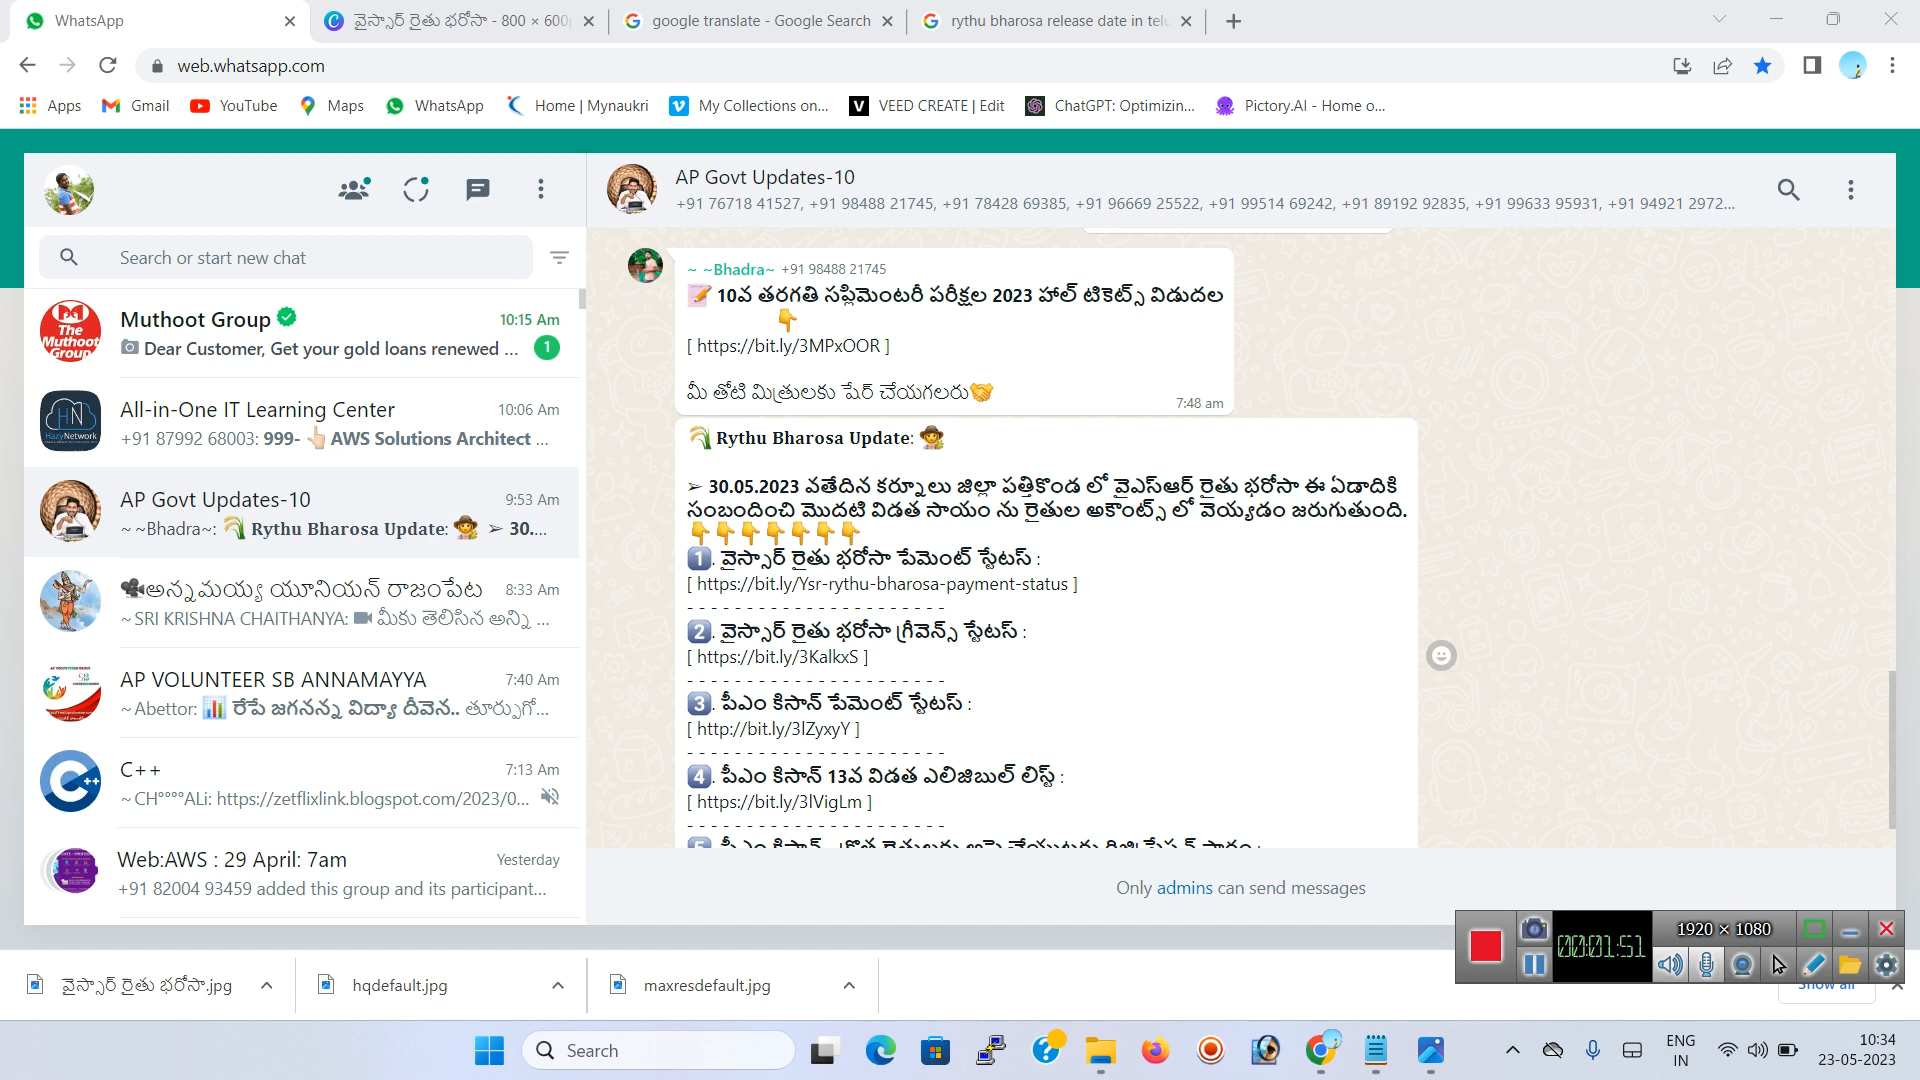 WhatsApp
వైస్సార్ రైతు భరోసా - 800 × 600
google translate - Google Search
rythu bharosa release date in tel
web.whatsapp.com
Apps
Gmail
YouTube
Maps
WhatsApp
Home | Mynaukri
My Collections on...
VEED CREATE | Edit
ChatGPT: Optimizin...
Pictory.AI - Home o...
Search or start new chat
Muthoot Group
10:15 Am
Dear Customer, Get your gold loans renewed ...
1
The Muthoot Group
All-in-One IT Learning Center
10:06 Am
+91 87992 68003: 999- 👆🏻 AWS Solutions Architect ...
HN
HazyNetwork
AP Govt Updates-10
9:53 Am
~ ~Bhadra~: 🌾 Rythu Bharosa Update: 🧑‍🌾 ➢ 30....
🎥అన్నమయ్య యూనియన్ రాజంపేట
8:33 Am
~ SRI KRISHNA CHAITHANYA: మీకు తెలిసిన అన్ని ...
AP VOLUNTEER SB ANNAMAYYA
7:40 Am
~ Abettor: 📊 రేపే జగనన్న విద్యా దీవెన.. తూర్పుగో...
C++
7:13 Am
~ CH°°°°ALi: https://zetflixlink.blogspot.com/2023/0...
Web:AWS : 29 April: 7am
Yesterday
+91 82004 93459 added this group and its participant...
AP Govt Updates-10
+91 76718 41527, +91 98488 21745, +91 78428 69385, +91 96669 25522, +91 99514 69242, +91 89192 92835, +91 99633 95931, +91 94921 2972...
~ ~Bhadra~ +91 98488 21745
📝 10వ తరగతి సప్లిమెంటరీ పరీక్షల 2023 హాల్ టికెట్స్ విడుదల
👇
[ https://bit.ly/3MPxOOR ]
మీ తోటి మిత్రులకు షేర్ చేయగలరు🤝
7:48 am
🌾 Rythu Bharosa Update: 🧑‍🌾
➢ 30.05.2023 వతేదిన కర్నూలు జిల్లా పత్తికొండ లో వైఎస్ఆర్ రైతు భరోసా ఈ ఏడాదికి
సంబందించి మొదటి విడత సాయం ను రైతుల అకౌంట్స్ లో వెయ్యడం జరుగుతుంది.
👇👇👇👇👇👇👇
1️⃣. వైస్సార్ రైతు భరోసా పేమెంట్ స్టేటస్ :
[ https://bit.ly/Ysr-rythu-bharosa-payment-status ]
- - - - - - - - - - - - - - - - - - - - - -
2️⃣. వైస్సార్ రైతు భరోసా గ్రీవెన్స్ స్టేటస్ :
[ https://bit.ly/3KalkxS ]
- - - - - - - - - - - - - - - - - - - - - -
3️⃣. పీఎం కిసాన్ పేమెంట్ స్టేటస్ :
[ http://bit.ly/3lZyxyY ]
- - - - - - - - - - - - - - - - - - - - - -
4️⃣. పీఎం కిసాన్ 13వ విడత ఎలిజిబుల్ లిస్ట్ :
[ https://bit.ly/3lVigLm ]
- - - - - - - - - - - - - - - - - - - - - -
Only admins can send messages
1920 × 1080
00:01:51
వైస్సార్ రైతు భరోసా.jpg
hqdefault.jpg
maxresdefault.jpg
Show all
Search
ENG
IN
10:34
23-05-2023